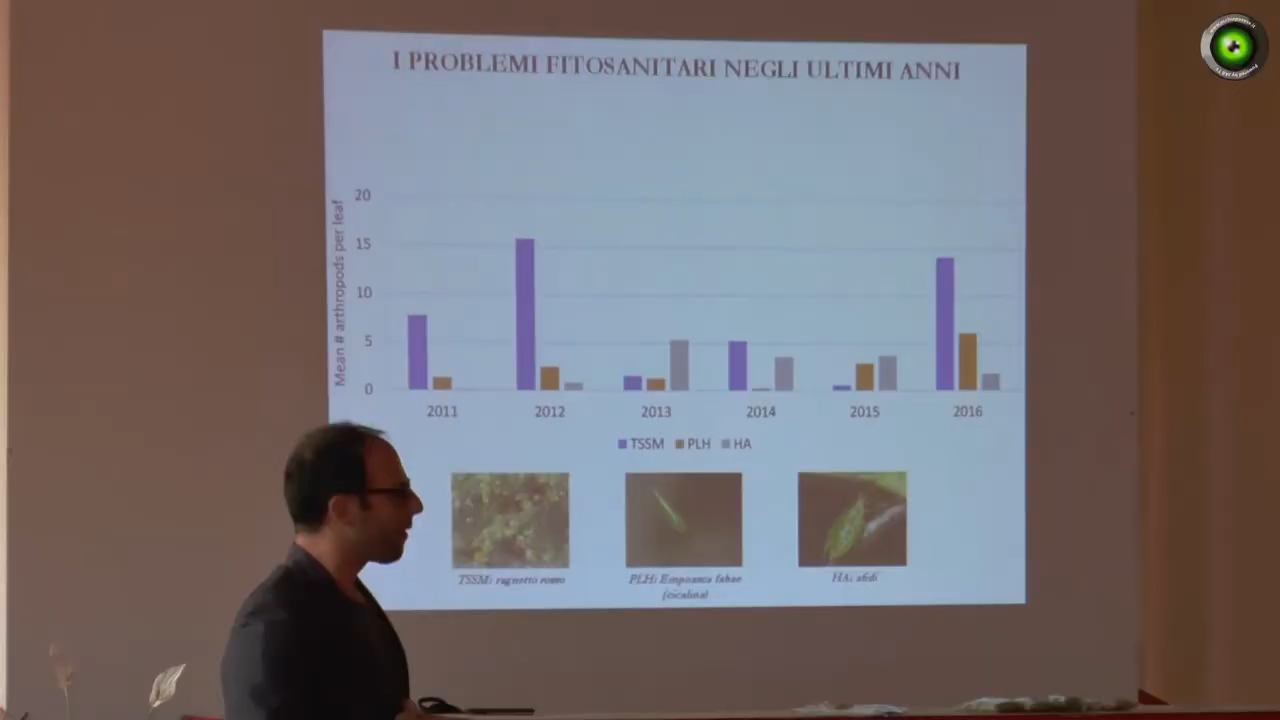 I PROBLEMI FITOSANITARI NEGLI ULTIMI ANNI
Mean # arthropods per leaf
20
15
10
5
0
2011 2012 2013 2014 2015 2016
TSSM PLH HA
TSSM: ragnetto rosso
PLH: Empoasca fabae
(cicalina)
HA: afidi